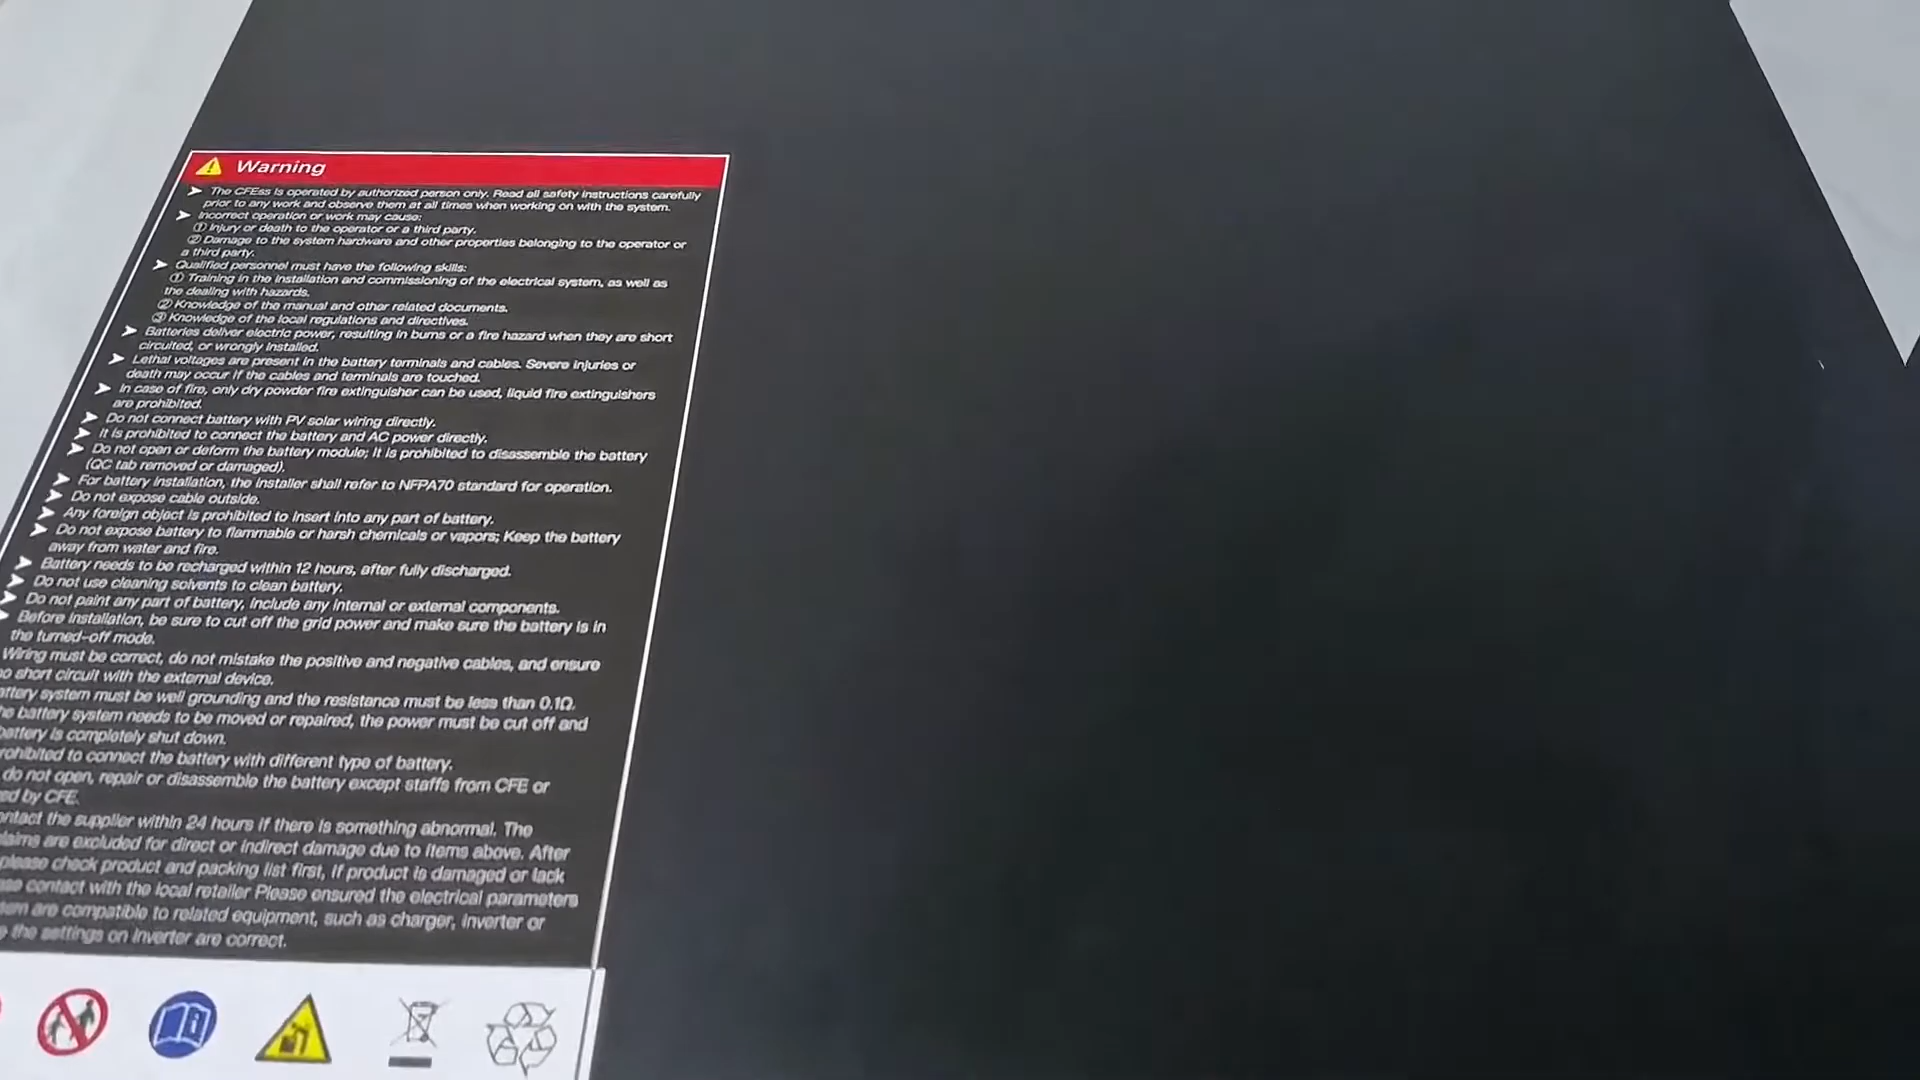 Warning
➤ The CFEss is operated by authorized person only. Read all safety instructions carefully
prior to any work and observe them at all times when working on with the system.
➤ Incorrect operation or work may cause:
① Injury or death to the operator or a third party.
② Damage to the system hardware and other properties belonging to the operator or
a third party.
➤ Qualified personnel must have the following skills:
① Training in the installation and commissioning of the electrical system, as well as
the dealing with hazards.
② Knowledge of the manual and other related documents.
③ Knowledge of the local regulations and directives.
➤ Batteries deliver electric power, resulting in burns or a fire hazard when they are short
circuited, or wrongly installed.
➤ Lethal voltages are present in the battery terminals and cables. Severe injuries or
death may occur if the cables and terminals are touched.
➤ In case of fire, only dry powder fire extinguisher can be used, liquid fire extinguishers
are prohibited.
➤ Do not connect battery with PV solar wiring directly.
➤ It is prohibited to connect the battery and AC power directly.
➤ Do not open or deform the battery module; It is prohibited to disassemble the battery
(QC tab removed or damaged).
➤ For battery installation, the installer shall refer to NFPA70 standard for operation.
➤ Do not expose cable outside.
➤ Any foreign object is prohibited to insert into any part of battery.
➤ Do not expose battery to flammable or harsh chemicals or vapors; Keep the battery
away from water and fire.
➤ Battery needs to be recharged within 12 hours, after fully discharged.
➤ Do not use cleaning solvents to clean battery.
➤ Do not paint any part of battery, include any internal or external components.
➤ Before installation, be sure to cut off the grid power and make sure the battery is in
the turned-off mode.
Wiring must be correct, do not mistake the positive and negative cables, and ensure
short circuit with the external device.
system must be well grounding and the resistance must be less than 0.1Ω.
battery system needs to be moved or repaired, the power must be cut off and
battery is completely shut down.
to connect the battery with different type of battery.
do not open, repair or disassemble the battery except staffs from CFE or
by CFE.
the supplier within 24 hours if there is something abnormal. The
are excluded for direct or indirect damage due to items above. After
please check product and packing list first, If product is damaged or lack
contact with the local retailer Please ensured the electrical parameters
are compatible to related equipment, such as charger, inverter or
the settings on inverter are correct.